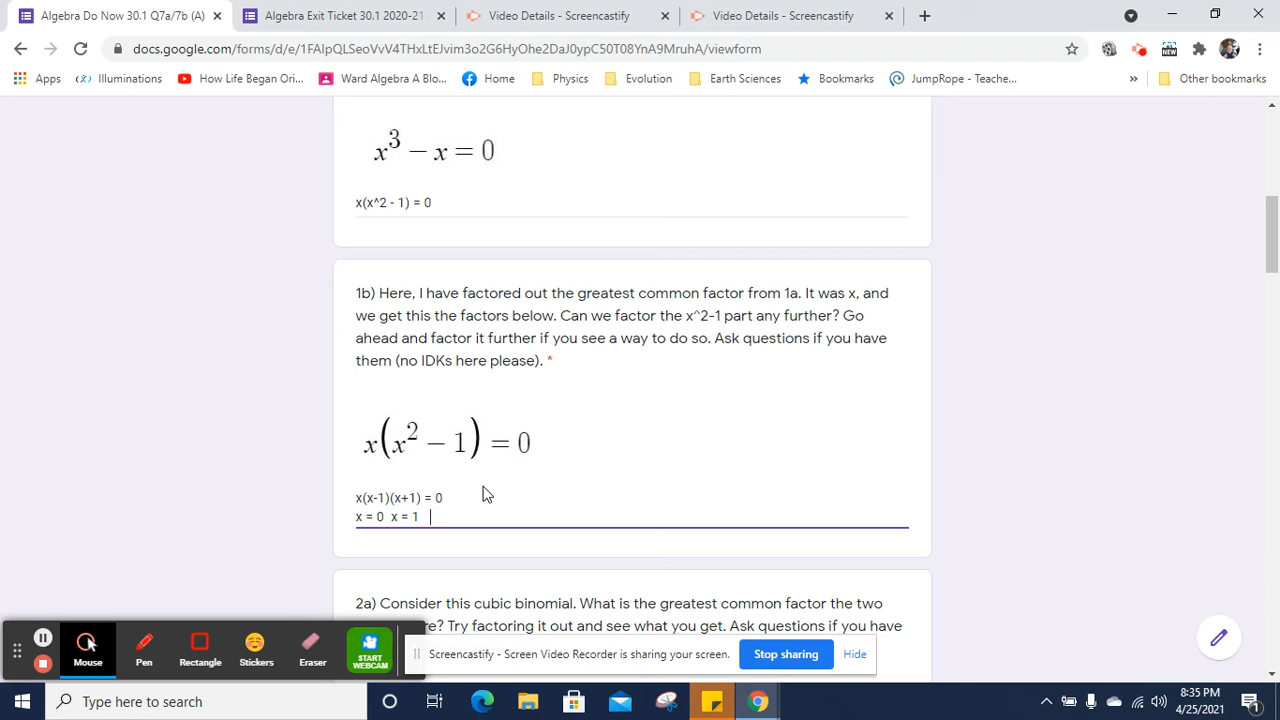 Algebra Do Now 30.1 Q7a/7b (A)
Algebra Exit Ticket 30.1 2020-21
Video Details - Screencastify
Video Details - Screencastify
docs.google.com/forms/d/e/1FAIpQLSeoVvV4THxLtEJvim3o2G6HyOhe2DaJ0ypC50T08YnA9MruhA/viewform
NEW
Apps
Illuminations
How Life Began Ori...
Ward Algebra A Blo...
Home
Physics
Evolution
Earth Sciences
Bookmarks
JumpRope - Teache...
»
Other bookmarks
x³ − x = 0
x(x^2 - 1) = 0
1b) Here, I have factored out the greatest common factor from 1a. It was x, and
we get this the factors below. Can we factor the x^2-1 part any further? Go
ahead and factor it further if you see a way to do so. Ask questions if you have
them (no IDKs here please). *
x(x² − 1) = 0
x(x-1)(x+1) = 0
x = 0 x = 1
2a) Consider this cubic binomial. What is the greatest common factor the two
re? Try factoring it out and see what you get. Ask questions if you have
Mouse
Pen
Rectangle
Stickers
Eraser
START
WEBCAM
Screencastify - Screen Video Recorder is sharing your screen.
Stop sharing
Hide
Type here to search
8:35 PM
4/25/2021
1